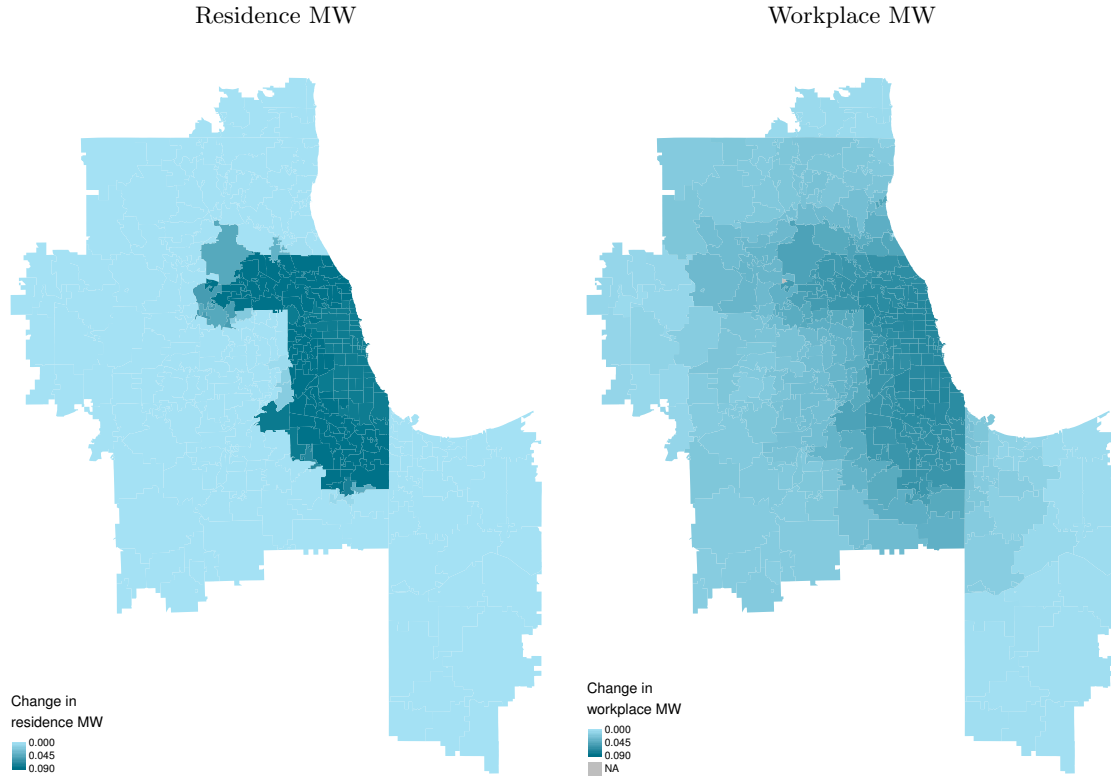 Residence MW
Workplace MW
Change in
residence MW
0.000
0.045
0.090
Change in
workplace MW
0.000
0.045
0.090
NA